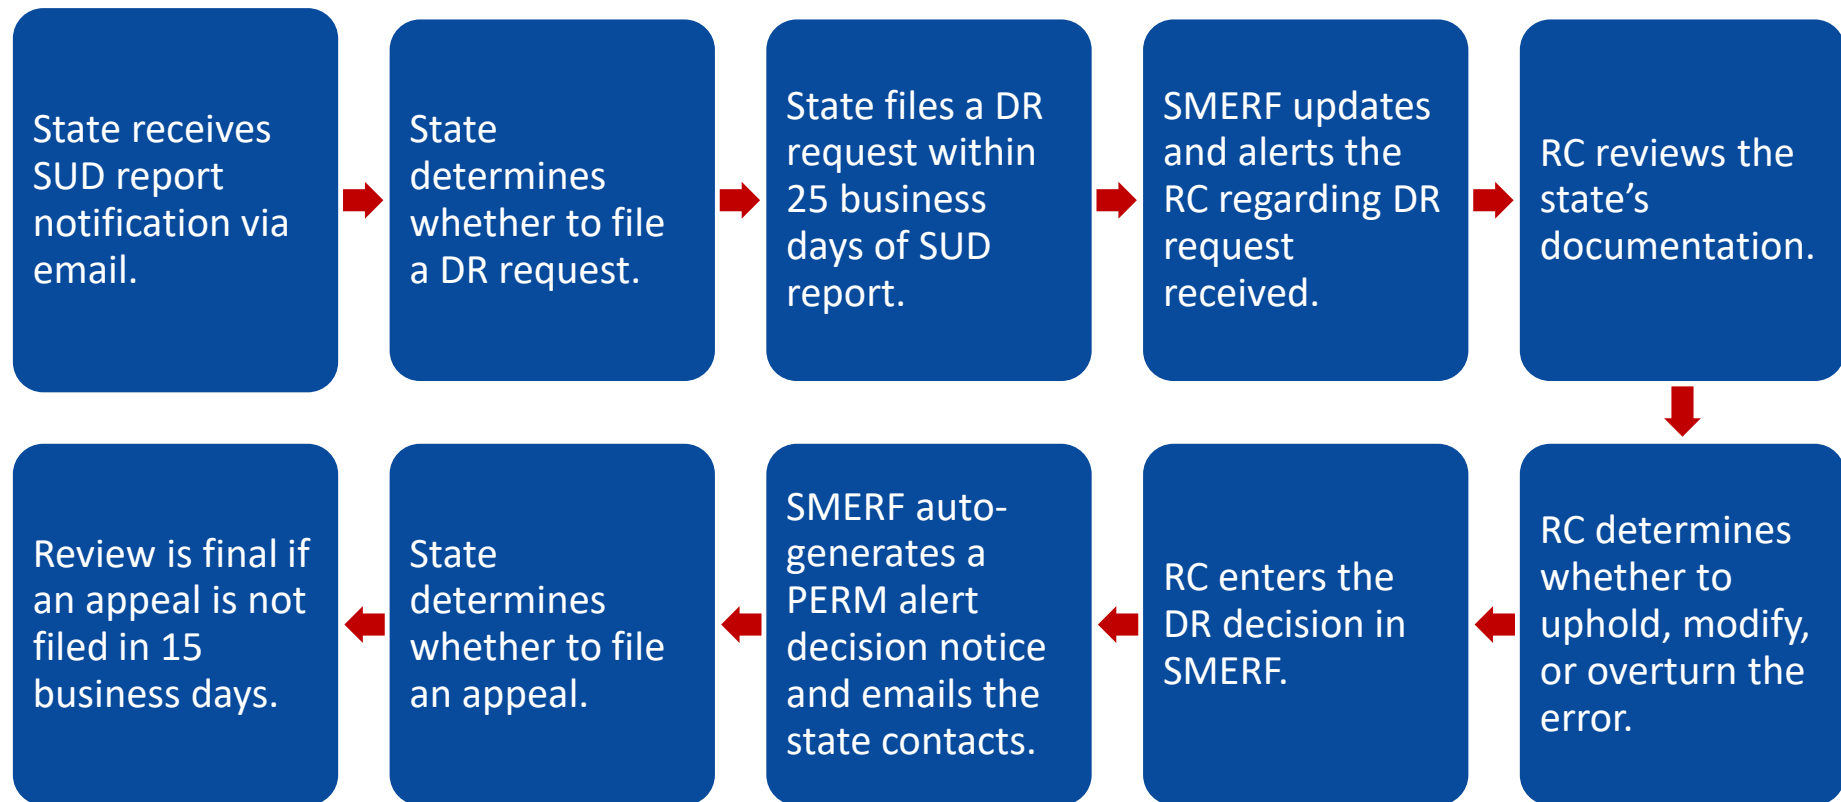 State receives
SUD report
notification via
email.
State
determines
whether to file
a DR request.
State files a DR
request within
25 business
days of SUD
report.
SMERF updates
and alerts the
RC regarding DR
request
received.
RC reviews the
state’s
documentation.
RC determines
whether to
uphold, modify,
or overturn the
error.
RC enters the
DR decision in
SMERF.
SMERF auto-
generates a
PERM alert
decision notice
and emails the
state contacts.
State
determines
whether to file
an appeal.
Review is final if
an appeal is not
filed in 15
business days.